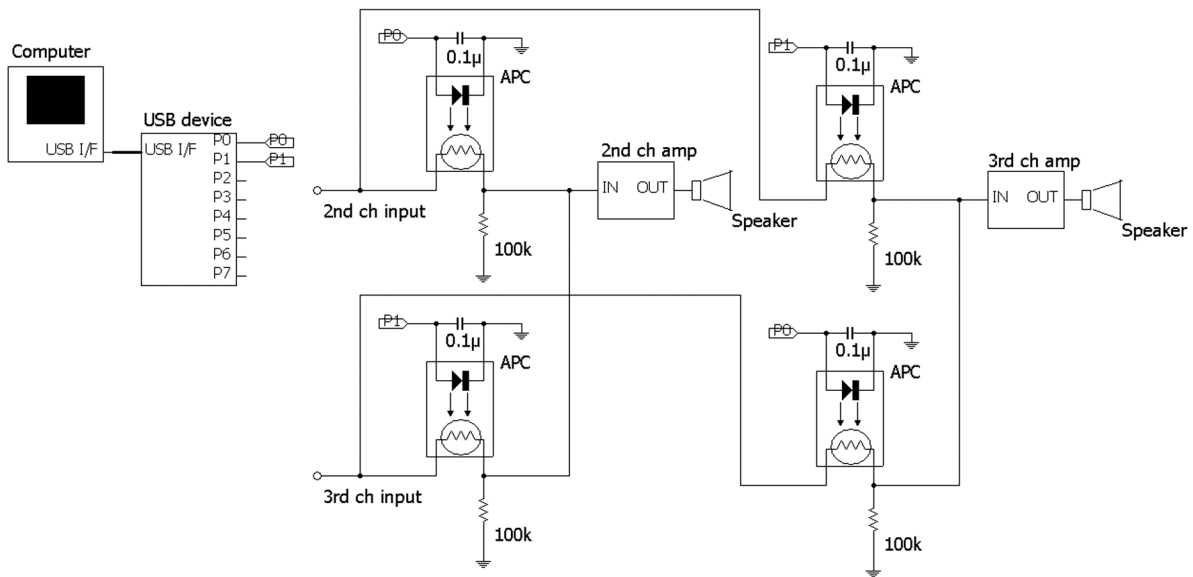 Computer
USB I/F
USB device
USB I/F
P0
P1
P2
P3
P4
P5
P6
P7
P0
P1
P0
0.1µ
APC
2nd ch input
100k
2nd ch amp
IN OUT
Speaker
P1
0.1µ
APC
100k
3rd ch amp
IN OUT
Speaker
P1
0.1µ
APC
3rd ch input
100k
P0
0.1µ
APC
100k